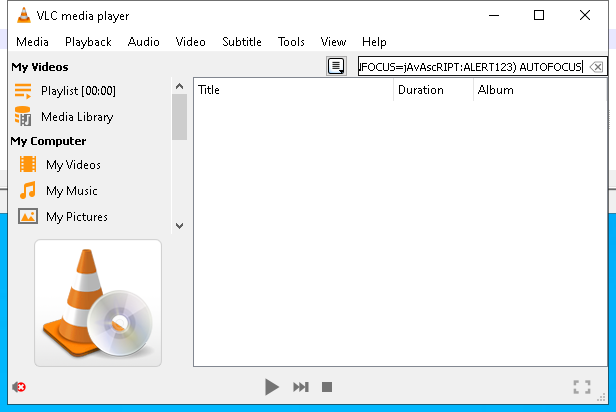 VLC media player
Media Playback Audio Video Subtitle Tools View Help
My Videos
Playlist [00:00]
Media Library
My Computer
My Videos
My Music
My Pictures
FOCUS=jAvAscRIPT:ALERT123) AUTOFOCUS
Title Duration Album